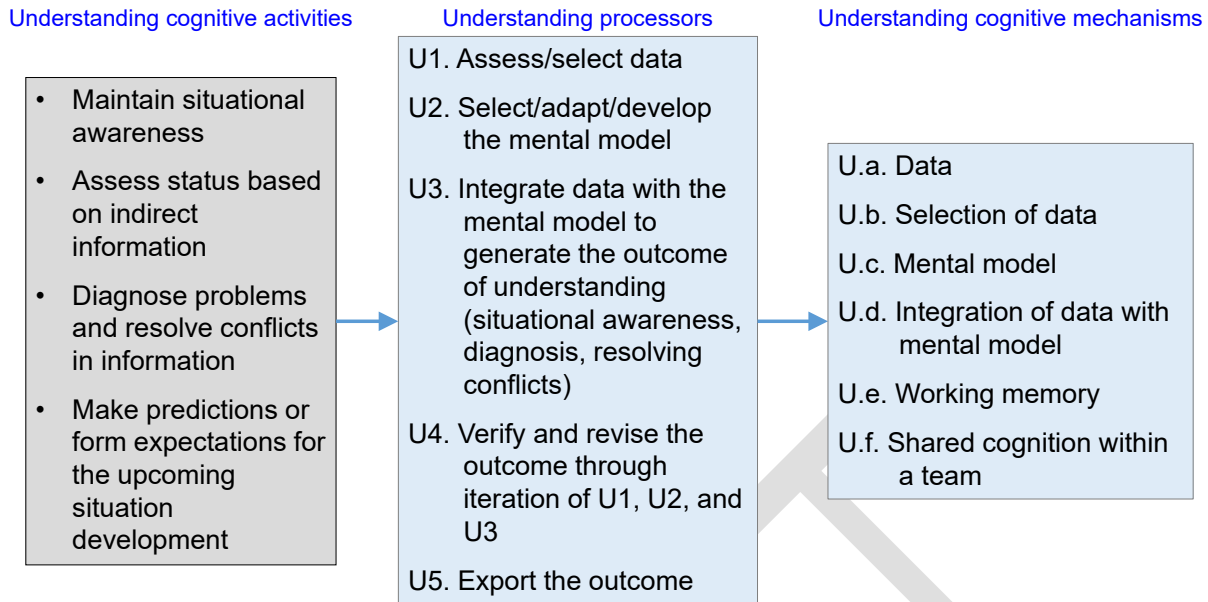 Understanding cognitive activities
• Maintain situational
awareness
• Assess status based
on indirect
information
• Diagnose problems
and resolve conflicts
in information
• Make predictions or
form expectations for
the upcoming
situation
development
Understanding processors
U1. Assess/select data
U2. Select/adapt/develop
the mental model
U3. Integrate data with the
mental model to
generate the outcome
of understanding
(situational awareness,
diagnosis, resolving
conflicts)
U4. Verify and revise the
outcome through
iteration of U1, U2, and
U3
U5. Export the outcome
Understanding cognitive mechanisms
U.a. Data
U.b. Selection of data
U.c. Mental model
U.d. Integration of data with
mental model
U.e. Working memory
U.f. Shared cognition within
a team